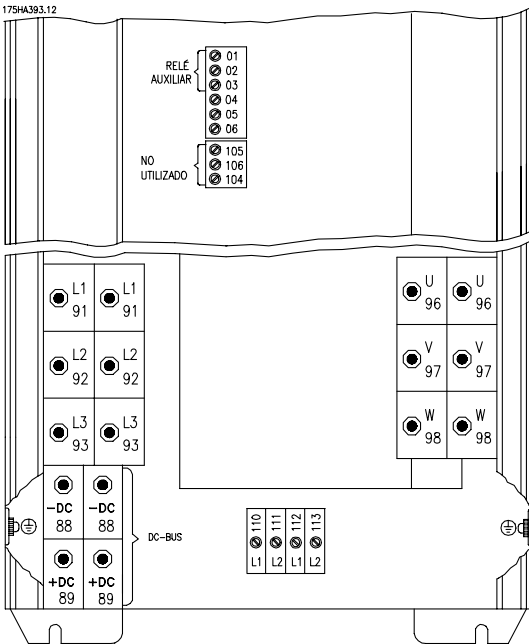 175HA393.12
RELÉ
AUXILIAR
01
02
03
04
05
06
NO
UTILIZADO
105
106
104
L1 L1 U U
91 91 96 96
L2 L2 V V
92 92 97 97
L3 L3 W W
93 93 98 98
-DC -DC
88 88
DC-BUS
+DC +DC
89 89
110 111 112 113
L1 L2 L1 L2